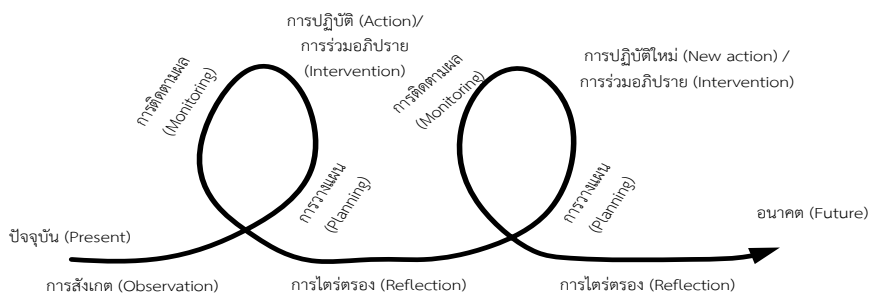 การปฏิบัติ (Action)/
การร่วมอภิปราย
(Intervention)
การติดตามผล
(Monitoring)
การวางแผน
(Planning)
การปฏิบัติใหม่ (New action) /
การร่วมอภิปราย (Intervention)
การติดตามผล
(Monitoring)
การวางแผน
(Planning)
ปัจจุบัน (Present)
อนาคต (Future)
การสังเกต (Observation)
การไตร่ตรอง (Reflection)
การไตร่ตรอง (Reflection)